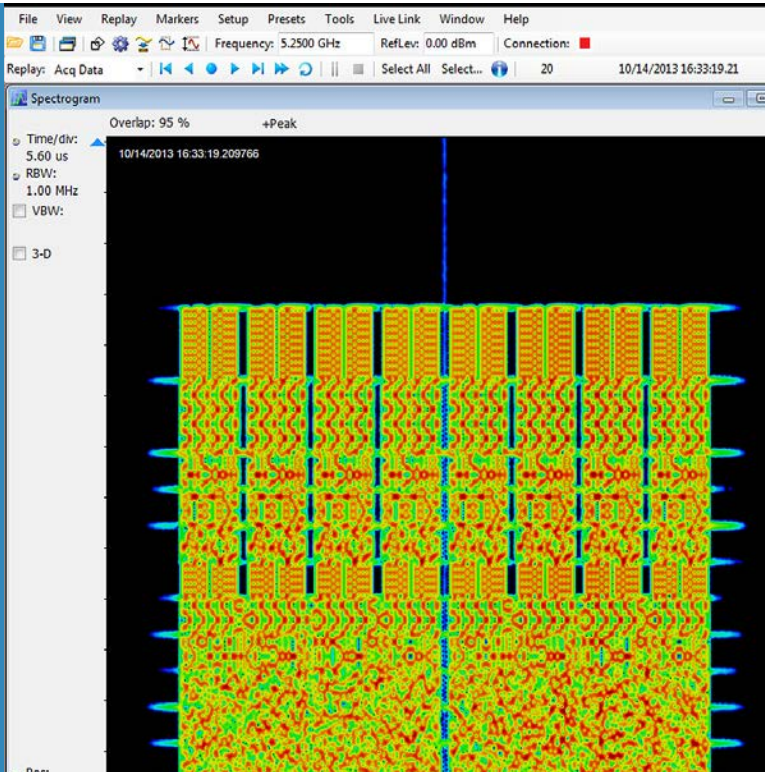 File View Replay Markers Setup Presets Tools Live Link Window Help
Frequency: 5.2500 GHz RefLev: 0.00 dBm Connection:
Replay: Acq Data Select All Select... 20 10/14/2013 16:33:19.21
Spectrogram
Overlap: 95 % +Peak
Time/div:
5.60 us
RBW:
1.00 MHz
VBW:
3-D
10/14/2013 16:33:19.209766